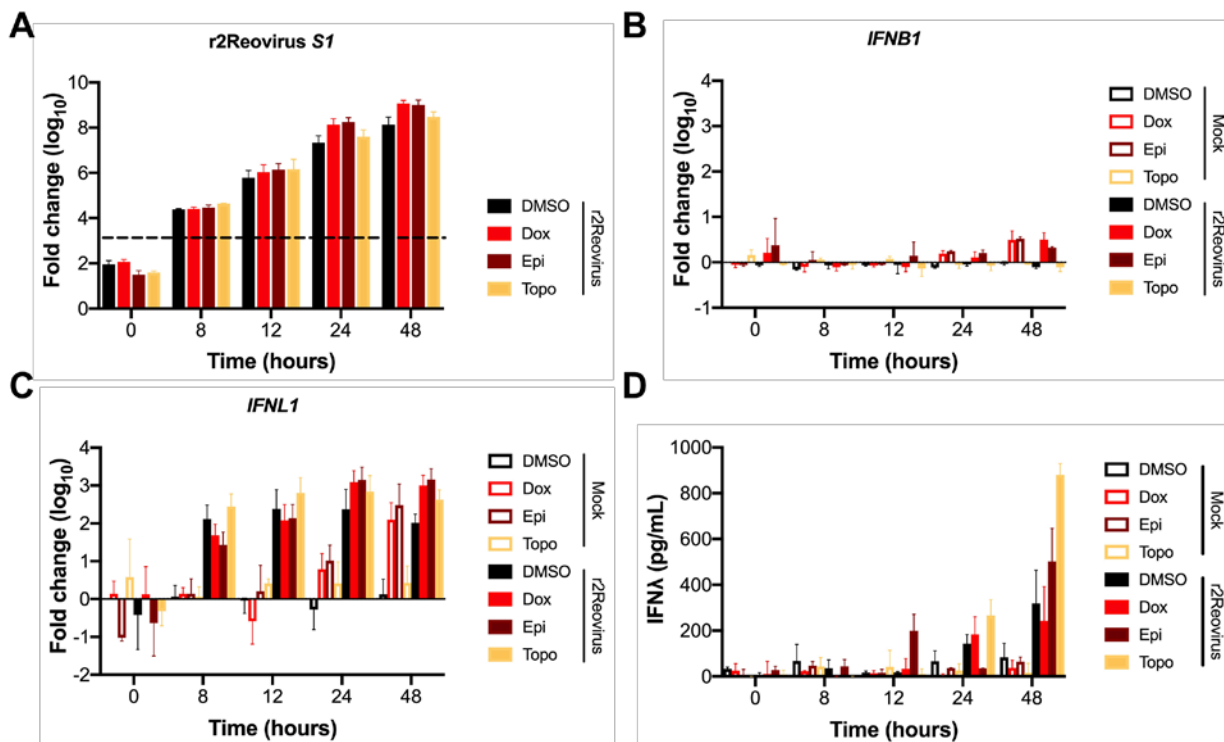 A
r2Reovirus S1
Fold change (log10)
10
8
6
4
2
0
0 8 12 24 48
Time (hours)
DMSO
Dox
Epi
Topo
r2Reovirus
B
IFNB1
Fold change (log10)
4
3
2
1
0
-1
0 8 12 24 48
Time (hours)
DMSO
Dox
Epi
Topo
Mock
DMSO
Dox
Epi
Topo
r2Reovirus
C
IFNL1
Fold change (log10)
4
3
2
1
0
-1
-2
0 8 12 24 48
Time (hours)
DMSO
Dox
Epi
Topo
Mock
DMSO
Dox
Epi
Topo
r2Reovirus
D
IFNλ (pg/mL)
1000
800
600
400
200
0
0 8 12 24 48
Time (hours)
DMSO
Dox
Epi
Topo
Mock
DMSO
Dox
Epi
Topo
r2Reovirus